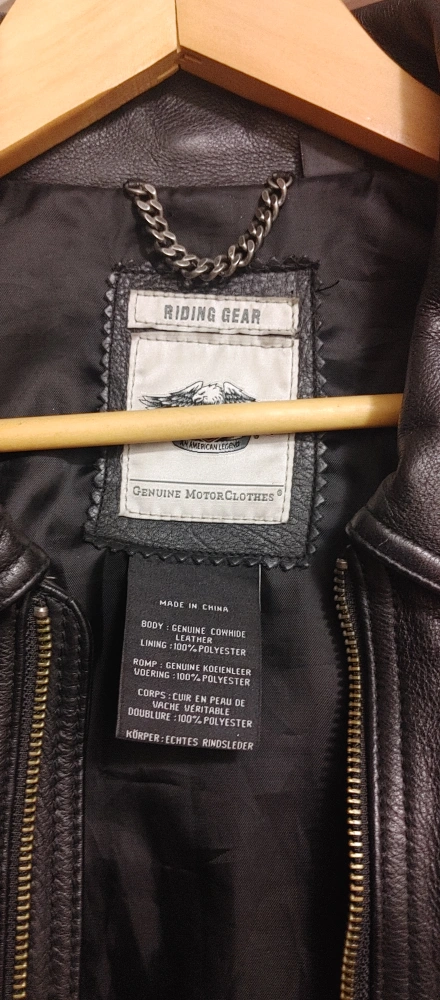 RIDING GEAR
AN AMERICAN LEGEND
®
GENUINE MOTORCLOTHES®
MADE IN CHINA
BODY : GENUINE COWHIDE
LEATHER
LINING :100% POLYESTER
ROMP: GENUINE KOEIENLEER
VOERING :100% POLYESTER
CORPS:CUIR EN PEAU DE
VACHE VÉRITABLE
DOUBLURE :100% POLYESTER
KÖRPER:ECHTES RINDSLEDER